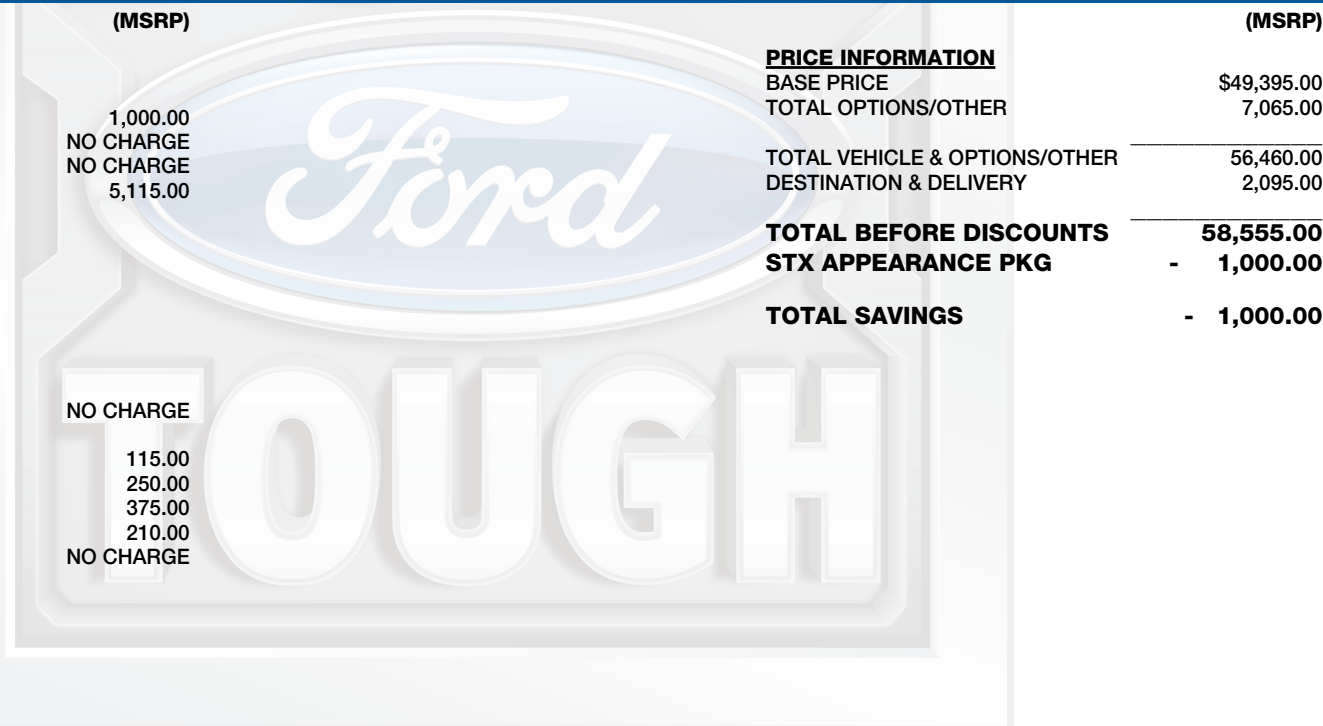 (MSRP)
1,000.00
NO CHARGE
NO CHARGE
5,115.00
NO CHARGE
115.00
250.00
375.00
210.00
NO CHARGE
(MSRP)
PRICE INFORMATION
BASE PRICE $49,395.00
TOTAL OPTIONS/OTHER 7,065.00
TOTAL VEHICLE & OPTIONS/OTHER 56,460.00
DESTINATION & DELIVERY 2,095.00
TOTAL BEFORE DISCOUNTS 58,555.00
STX APPEARANCE PKG - 1,000.00
TOTAL SAVINGS - 1,000.00
Ford
TOUGH